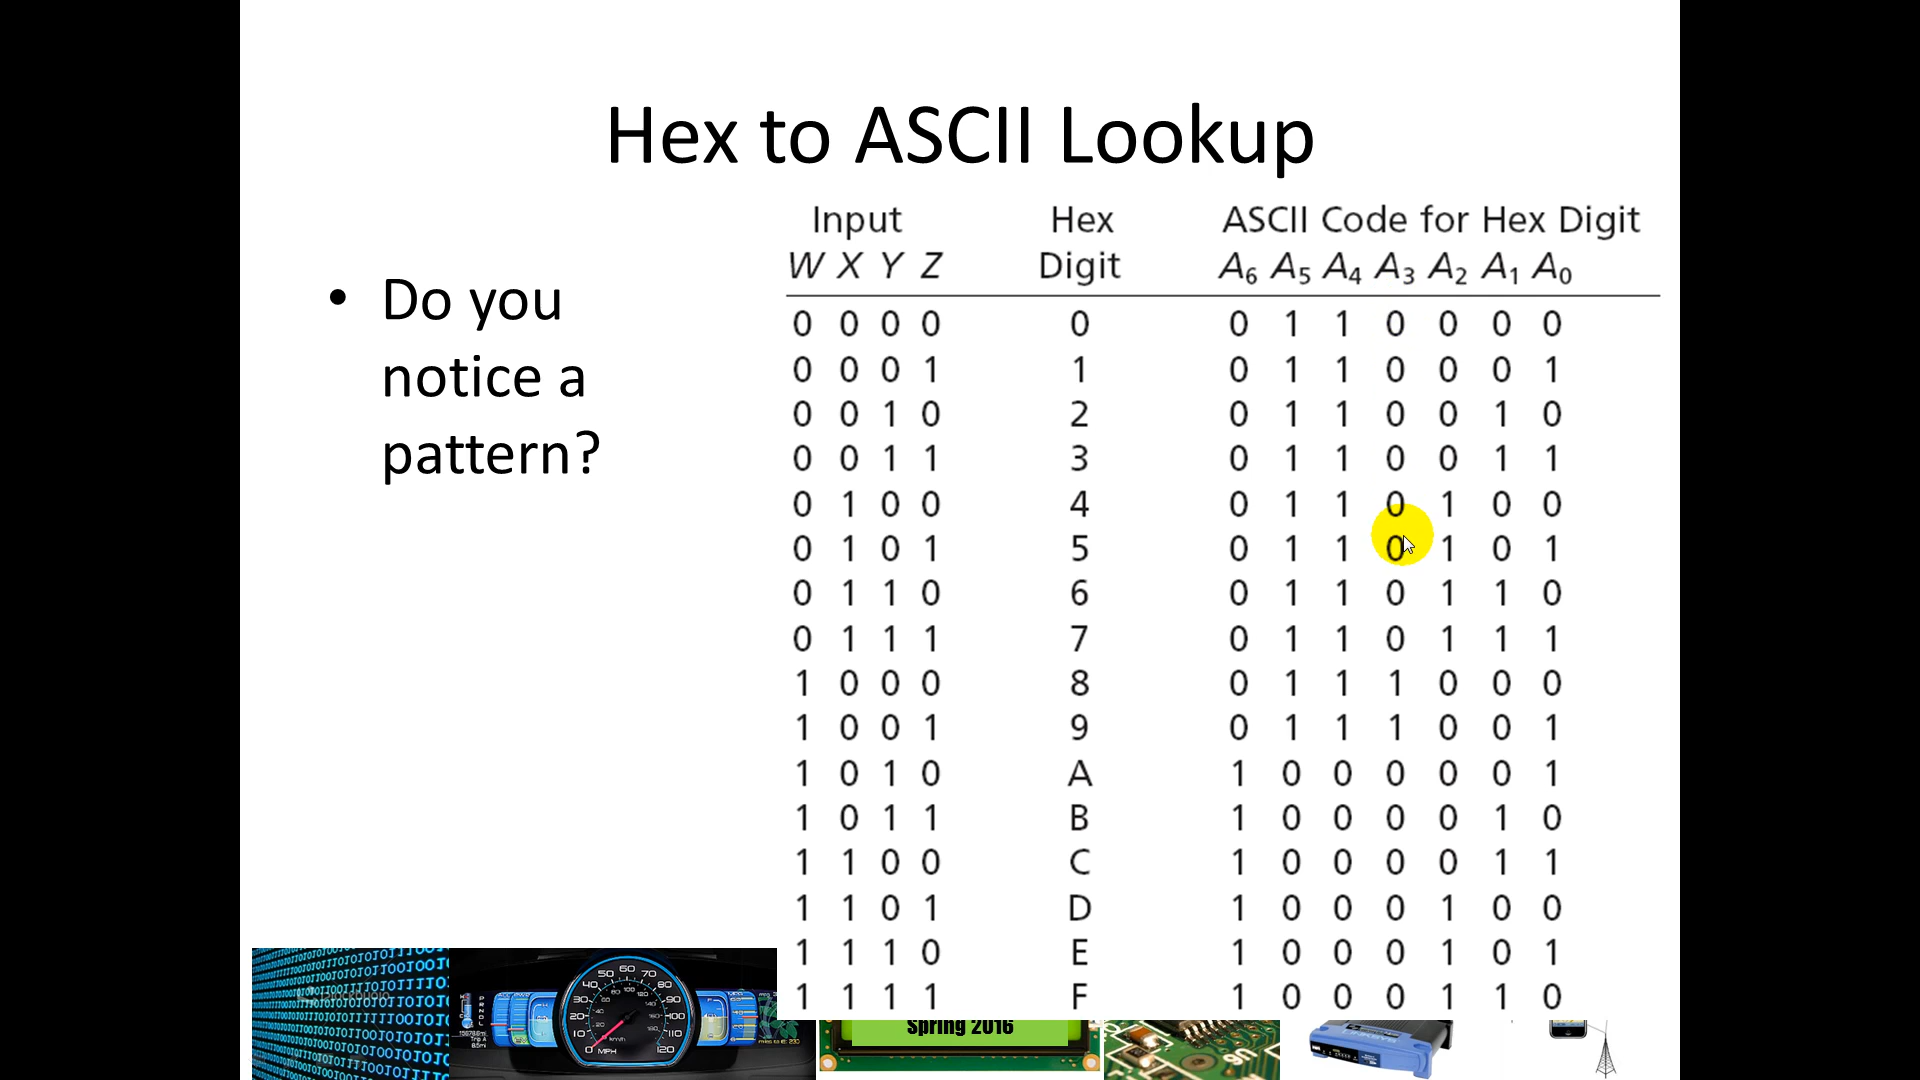 Hex to ASCII Lookup
• Do you
notice a
pattern?
Input Hex ASCII Code for Hex Digit
W X Y Z Digit A6 A5 A4 A3 A2 A1 A0
0 0 0 0 0 0 1 1 0 0 0 0
0 0 0 1 1 0 1 1 0 0 0 1
0 0 1 0 2 0 1 1 0 0 1 0
0 0 1 1 3 0 1 1 0 0 1 1
0 1 0 0 4 0 1 1 0 1 0 0
0 1 0 1 5 0 1 1 0 1 0 1
0 1 1 0 6 0 1 1 0 1 1 0
0 1 1 1 7 0 1 1 0 1 1 1
1 0 0 0 8 0 1 1 1 0 0 0
1 0 0 1 9 0 1 1 1 0 0 1
1 0 1 0 A 1 0 0 0 0 0 1
1 0 1 1 B 1 0 0 0 0 1 0
1 1 0 0 C 1 0 0 0 0 1 1
1 1 0 1 D 1 0 0 0 1 0 0
1 1 1 0 E 1 0 0 0 1 0 1
1 1 1 1 F 1 0 0 0 1 1 0
Spring 2016